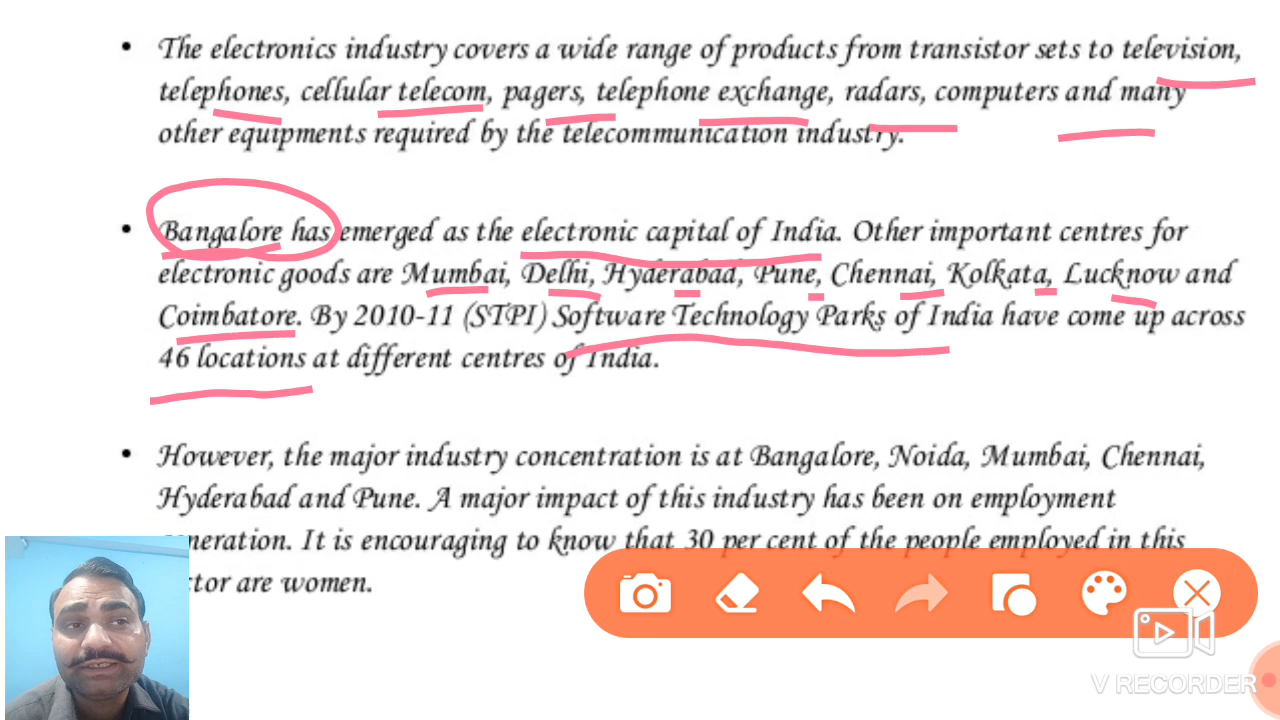 • The electronics industry covers a wide range of products from transistor sets to television,
telephones, cellular telecom, pagers, telephone exchange, radars, computers and many
other equipments required by the telecommunication industry.
• Bangalore has emerged as the electronic capital of India. Other important centres for
electronic goods are Mumbai, Delhi, Hyderabad, Pune, Chennai, Kolkata, Lucknow and
Coimbatore. By 2010-11 (STPI) Software Technology Parks of India have come up across
46 locations at different centres of India.
• However, the major industry concentration is at Bangalore, Noida, Mumbai, Chennai,
Hyderabad and Pune. A major impact of this industry has been on employment
neration. It is encouraging to know that 30 per cent of the people employed in this
ctor are women.
V RECORDER